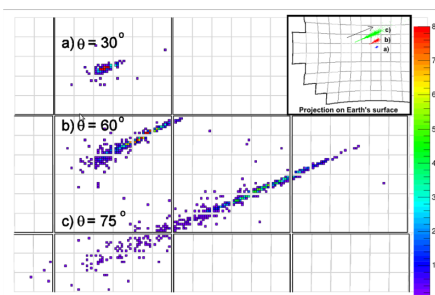 a) θ = 30°
b) θ = 60°
c) θ = 75°
c)
b)
a)
Projection on Earth's surface
8
7
6
5
4
3
2
1